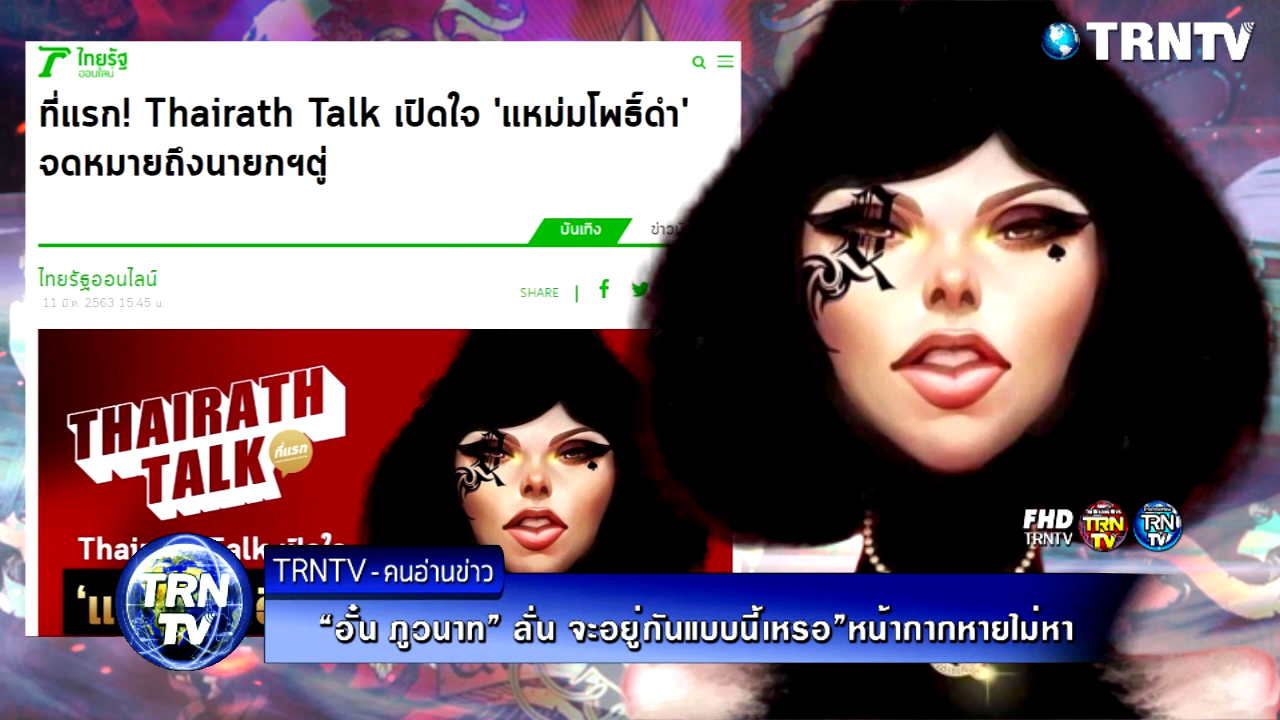 TRNTV
ไทยรัฐ
ออนไลน์
ที่แรก! Thairath Talk เปิดใจ 'แหม่มโพธิ์ดำ'
จดหมายถึงนายกฯตู่
บันเทิง
ไทยรัฐออนไลน์
11 มี.ค. 2563 15:45 น.
SHARE
THAIRATH
TALK
ที่แรก
FHD
TRNTV
TRN
TV
TRN
TV
TRN
TV
TRNTV - คนอ่านข่าว
“อั๋น ภูวนาท” ลั่น จะอยู่กันแบบนี้เหรอ”หน้ากากหายไม่หา